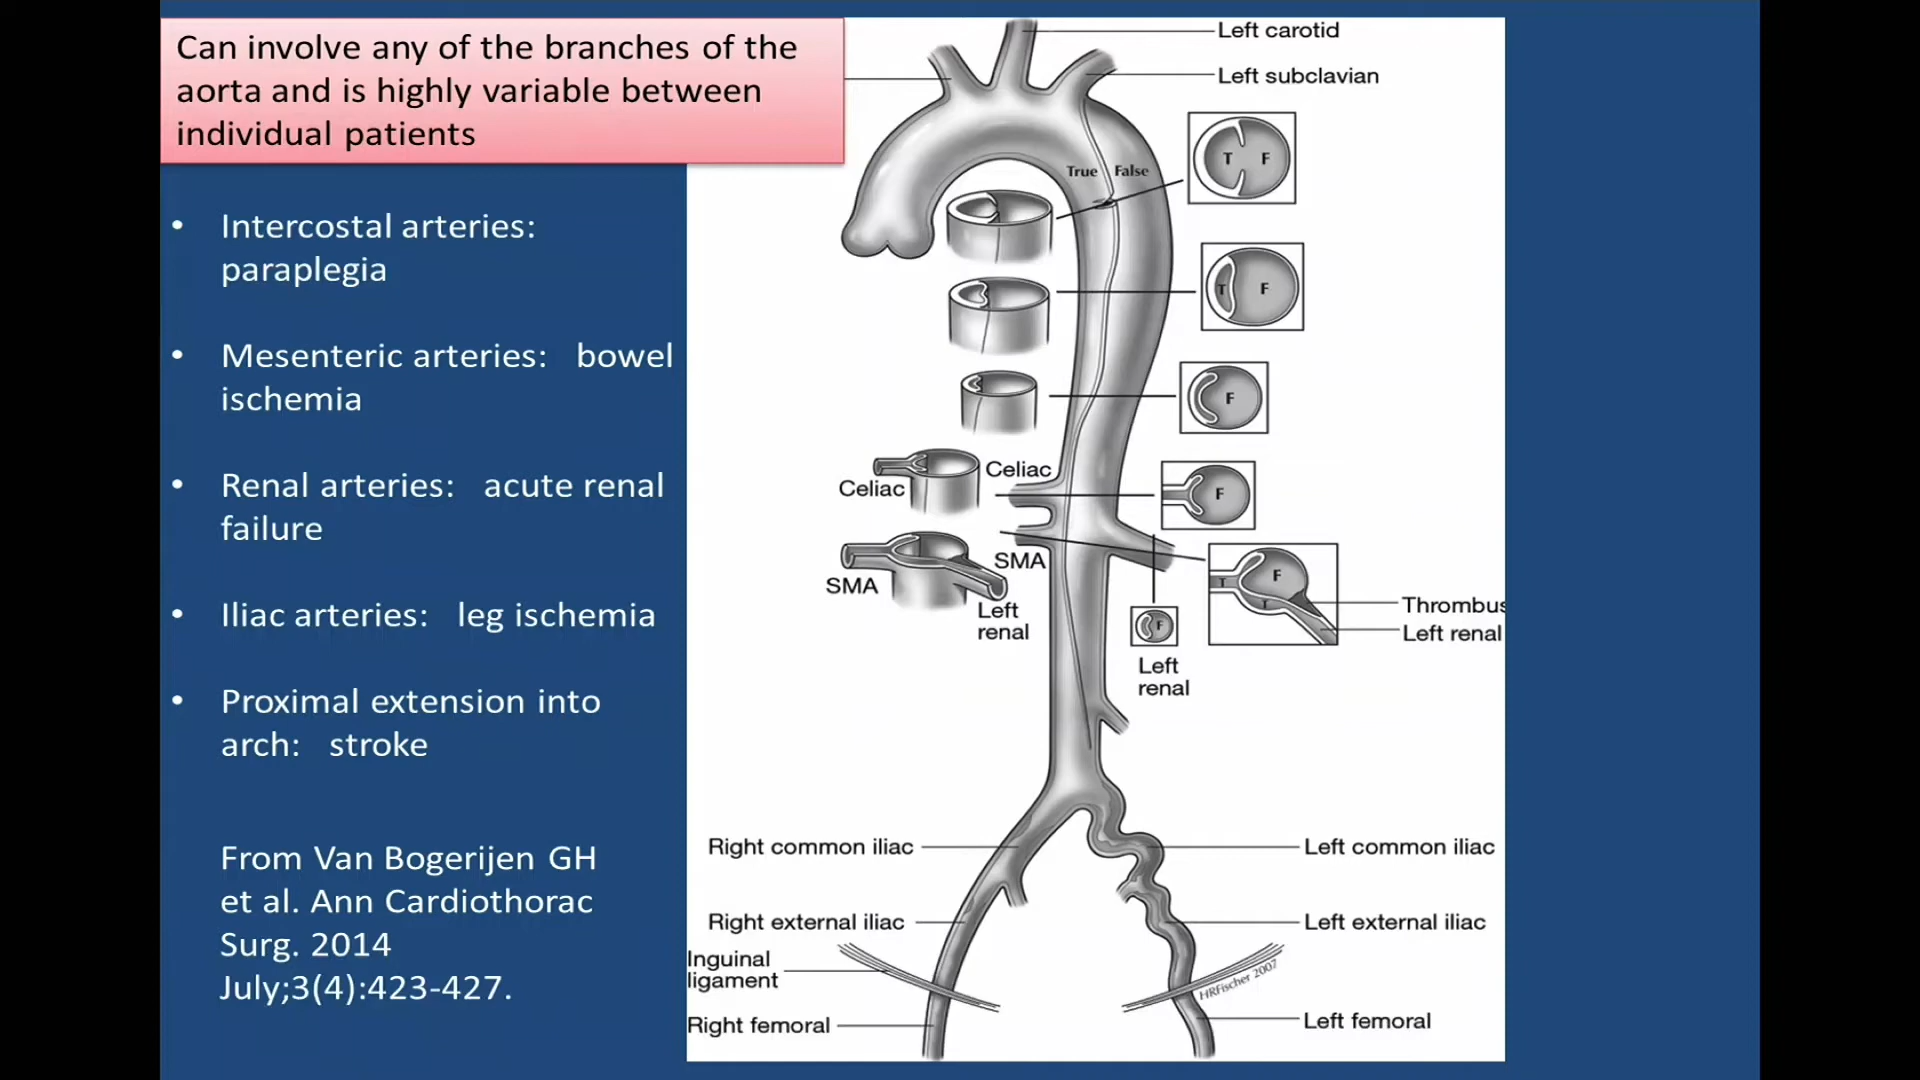 Can involve any of the branches of the
aorta and is highly variable between
individual patients
• Intercostal arteries:
paraplegia
• Mesenteric arteries: bowel
ischemia
• Renal arteries: acute renal
failure
• Iliac arteries: leg ischemia
• Proximal extension into
arch: stroke
From Van Bogerijen GH
et al. Ann Cardiothorac
Surg. 2014
July;3(4):423-427.
Left carotid
Left subclavian
True
False
T F
T F
F
Celiac
Celiac
F
SMA
SMA
Left
renal
F
T
T
Thrombus
Left renal
F
Left
renal
Right common iliac
Left common iliac
Right external iliac
Left external iliac
Inguinal
ligament
HRFischer 2007
Right femoral
Left femoral